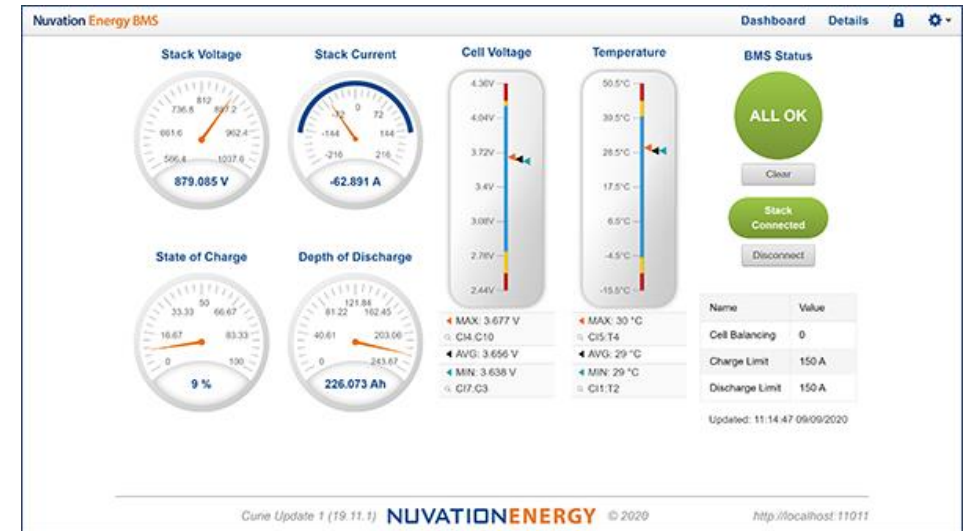 Nuvation Energy BMS
Dashboard Details
Stack Voltage
566.4
661.6
736.8
812
887.2
962.4
1037.6
879.085 V
Stack Current
-216
-144
-72
0
72
144
216
-62.891 A
Cell Voltage
4.36V
4.04V
3.72V
3.4V
3.08V
2.76V
2.44V
MAX: 3.677 V
CI4:C10
AVG: 3.656 V
MIN: 3.638 V
CI7:C3
Temperature
50.5°C
39.5°C
28.5°C
17.5°C
6.5°C
-4.5°C
-15.5°C
MAX: 30 °C
CI5:T4
AVG: 29 °C
MIN: 29 °C
CI1:T2
BMS Status
ALL OK
Clear
Stack
Connected
Disconnect
State of Charge
0
16.67
33.33
50
66.67
83.33
100
9 %
Depth of Discharge
0
40.61
81.22
121.84
162.45
203.06
243.67
226.073 Ah
Name Value
Cell Balancing 0
Charge Limit 150 A
Discharge Limit 150 A
Updated: 11:14:47 09/09/2020
Curie Update 1 (19.11.1) NUVATIONENERGY © 2020 http://localhost:11011